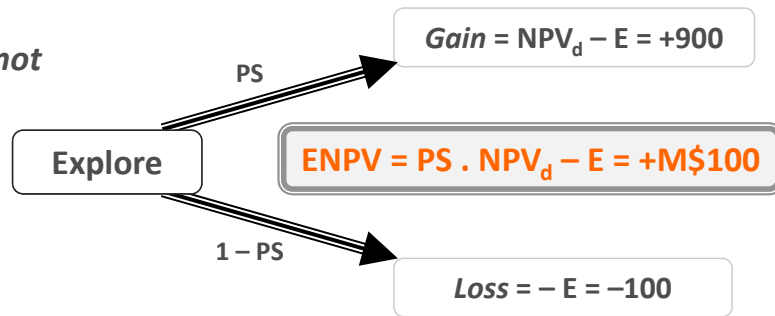 Gain = NPVd – E = +900
not
PS
Explore
ENPV = PS . NPVd – E = +M$100
1 – PS
Loss = – E = –100